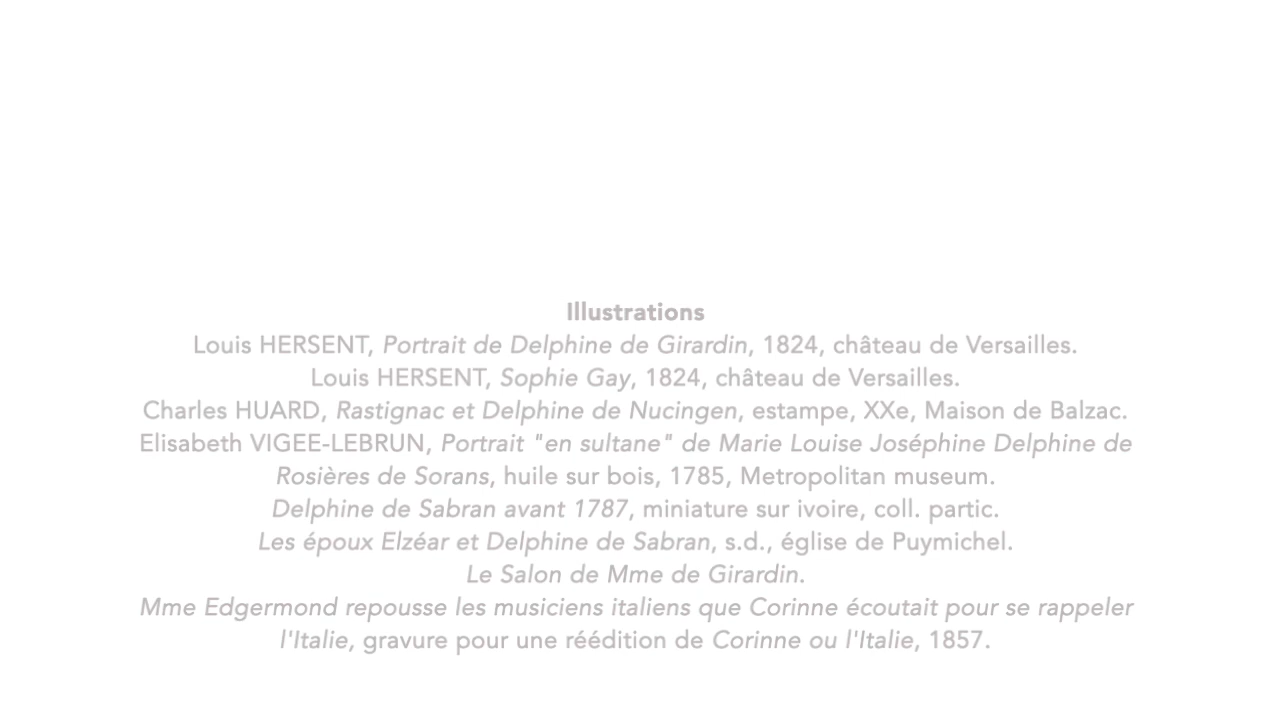 Illustrations
Louis HERSENT, Portrait de Delphine de Girardin, 1824, château de Versailles.
Louis HERSENT, Sophie Gay, 1824, château de Versailles.
Charles HUARD, Rastignac et Delphine de Nucingen, estampe, XXe, Maison de Balzac.
Elisabeth VIGEE-LEBRUN, Portrait "en sultane" de Marie Louise Joséphine Delphine de
Rosières de Sorans, huile sur bois, 1785, Metropolitan museum.
Delphine de Sabran avant 1787, miniature sur ivoire, coll. partic.
Les époux Elzéar et Delphine de Sabran, s.d., église de Puymichel.
Le Salon de Mme de Girardin.
Mme Edgermond repousse les musiciens italiens que Corinne écoutait pour se rappeler
l'Italie, gravure pour une réédition de Corinne ou l'Italie, 1857.